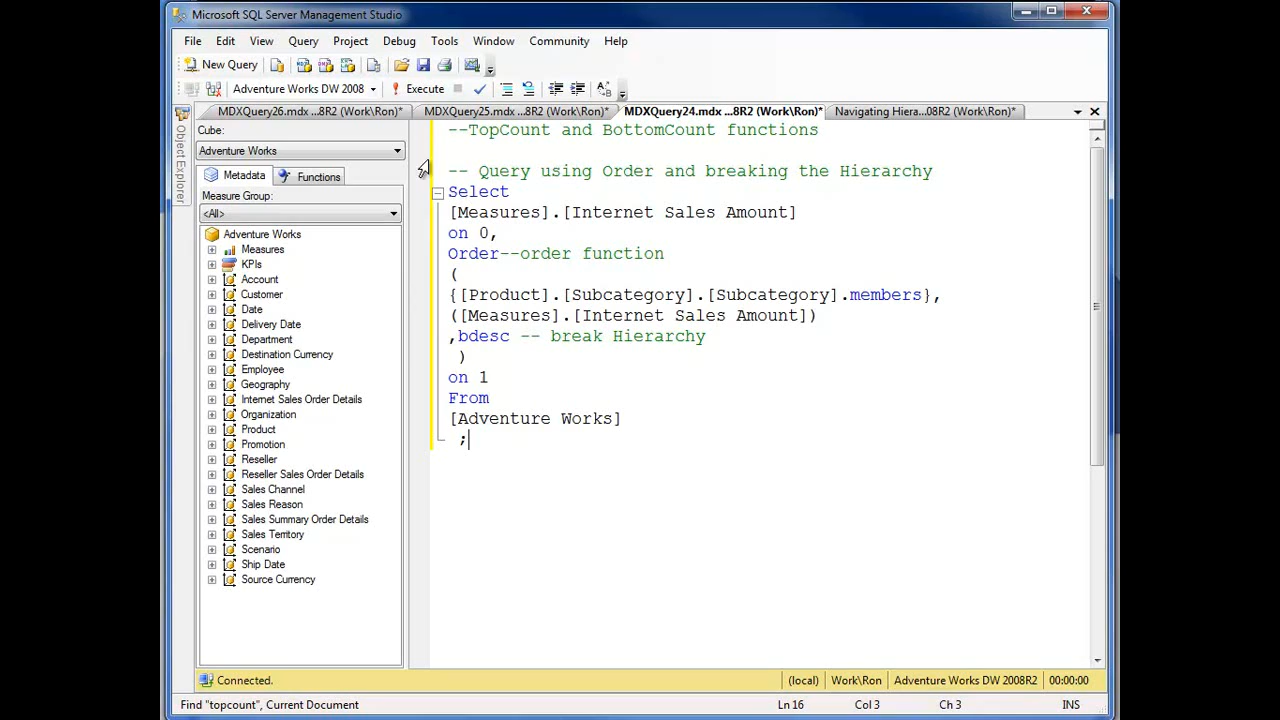 Microsoft SQL Server Management Studio
File Edit View Query Project Debug Tools Window Community Help
New Query
Adventure Works DW 2008 Execute
MDXQuery26.mdx ...8R2 (Work\Ron)* MDXQuery25.mdx ...8R2 (Work\Ron)* MDXQuery24.mdx ...8R2 (Work\Ron)* Navigating Hiera...08R2 (Work\Ron)*
Object Explorer
Cube:
Adventure Works
Metadata Functions
Measure Group:
<All>
Adventure Works
Measures
KPIs
Account
Customer
Date
Delivery Date
Department
Destination Currency
Employee
Geography
Internet Sales Order Details
Organization
Product
Promotion
Reseller
Reseller Sales Order Details
Sales Channel
Sales Reason
Sales Summary Order Details
Sales Territory
Scenario
Ship Date
Source Currency
--TopCount and BottomCount functions
-- Query using Order and breaking the Hierarchy
Select
[Measures].[Internet Sales Amount]
on 0,
Order--order function
(
{[Product].[Subcategory].[Subcategory].members},
([Measures].[Internet Sales Amount])
,bdesc -- break Hierarchy
)
on 1
From
[Adventure Works]
;
Connected. (local) Work\Ron Adventure Works DW 2008R2 00:00:00
Find "topcount", Current Document Ln 16 Col 3 Ch 3 INS